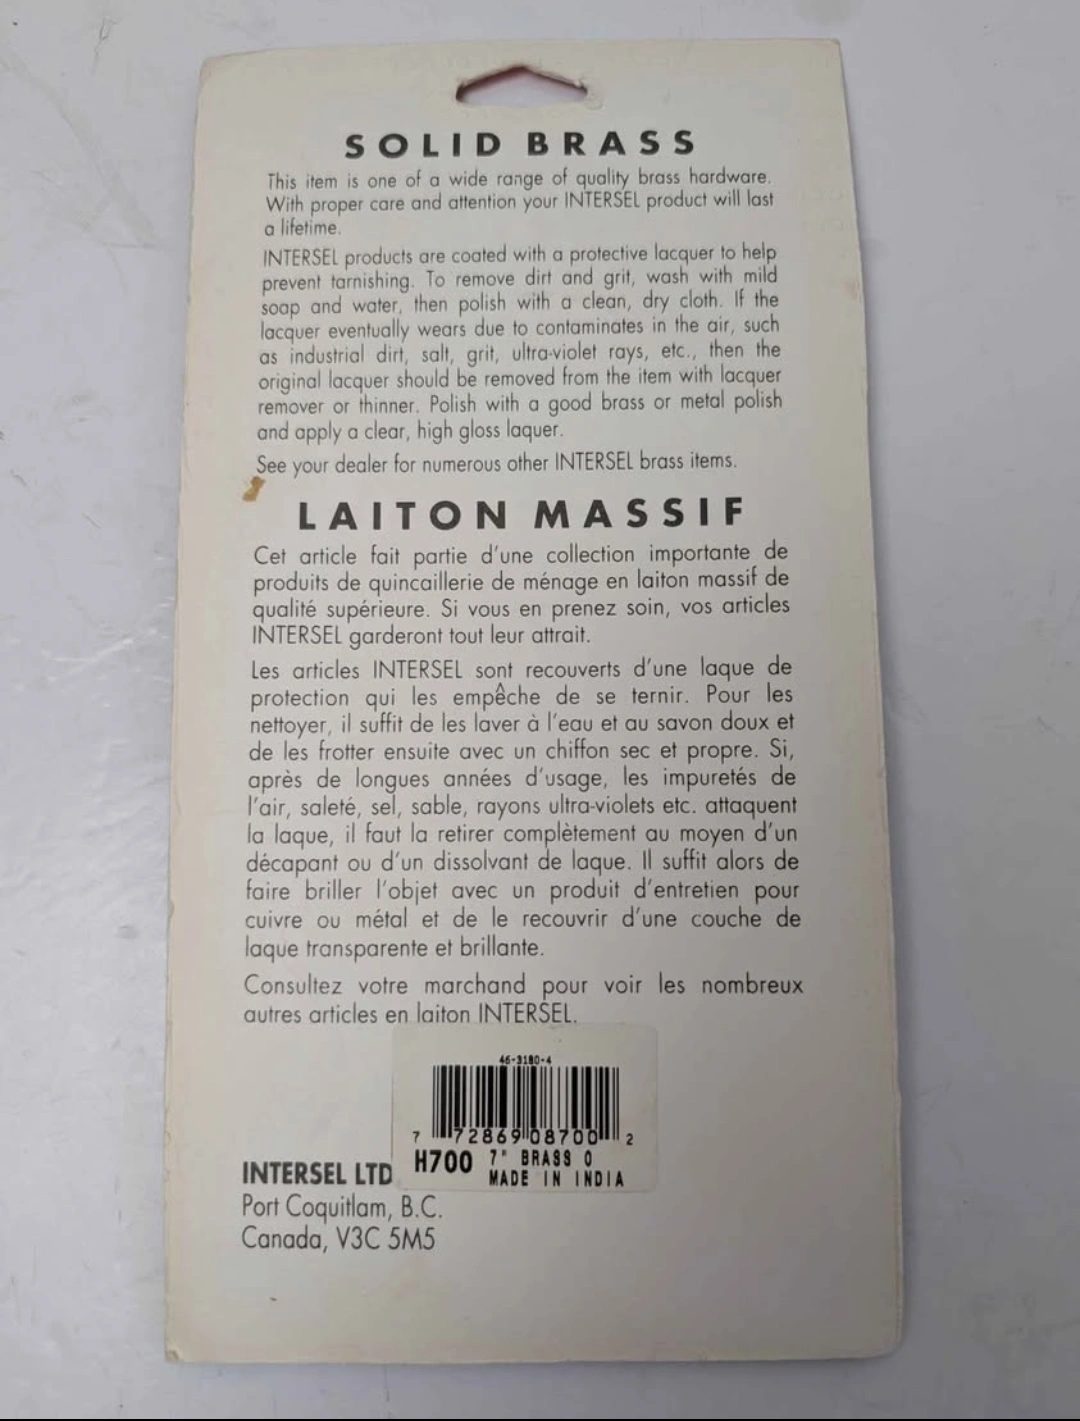 SOLID BRASS
This item is one of a wide range of quality brass hardware.
With proper care and attention your INTERSEL product will last
a lifetime.
INTERSEL products are coated with a protective lacquer to help
prevent tarnishing. To remove dirt and grit, wash with mild
soap and water, then polish with a clean, dry cloth. If the
lacquer eventually wears due to contaminates in the air, such
as industrial dirt, salt, grit, ultra-violet rays, etc., then the
original lacquer should be removed from the item with lacquer
remover or thinner. Polish with a good brass or metal polish
and apply a clear, high gloss laquer.
See your dealer for numerous other INTERSEL brass items.
LAITON MASSIF
Cet article fait partie d'une collection importante de
produits de quincaillerie de ménage en laiton massif de
qualité supérieure. Si vous en prenez soin, vos articles
INTERSEL garderont tout leur attrait.
Les articles INTERSEL sont recouverts d'une laque de
protection qui les empêche de se ternir. Pour les
nettoyer, il suffit de les laver à l'eau et au savon doux et
de les frotter ensuite avec un chiffon sec et propre. Si,
après de longues années d'usage, les impuretés de
l'air, saleté, sel, sable, rayons ultra-violets etc. attaquent
la laque, il faut la retirer complètement au moyen d'un
décapant ou d'un dissolvant de laque. Il suffit alors de
faire briller l'objet avec un produit d'entretien pour
cuivre ou métal et de le recouvrir d'une couche de
laque transparente et brillante.
Consultez votre marchand pour voir les nombreux
autres articles en laiton INTERSEL.
46-3180-4
7 72869 08700 2
H700 7" BRASS 0
MADE IN INDIA
INTERSEL LTD
Port Coquitlam, B.C.
Canada, V3C 5M5